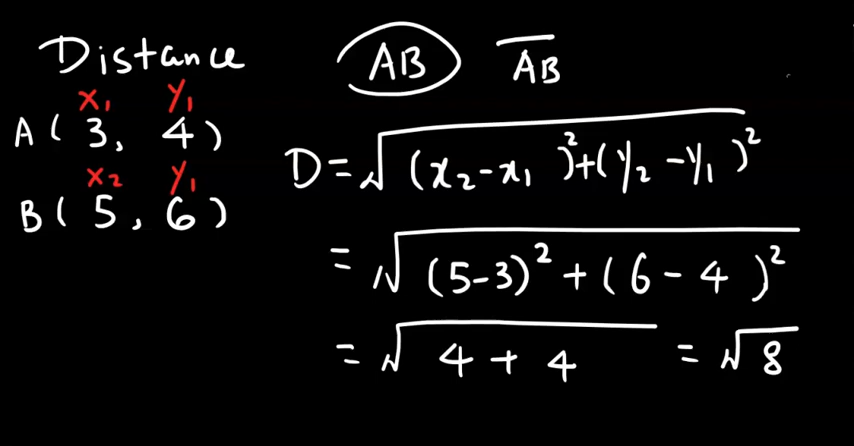 Distance AB A̅B̅
x₁ y₁
A ( 3, 4 )
x₂ y₁
B ( 5, 6 )
D = √((x₂ - x₁)² + (y₂ - y₁)²)
= √((5-3)² + (6 - 4)²)
= √(4 + 4) = √8